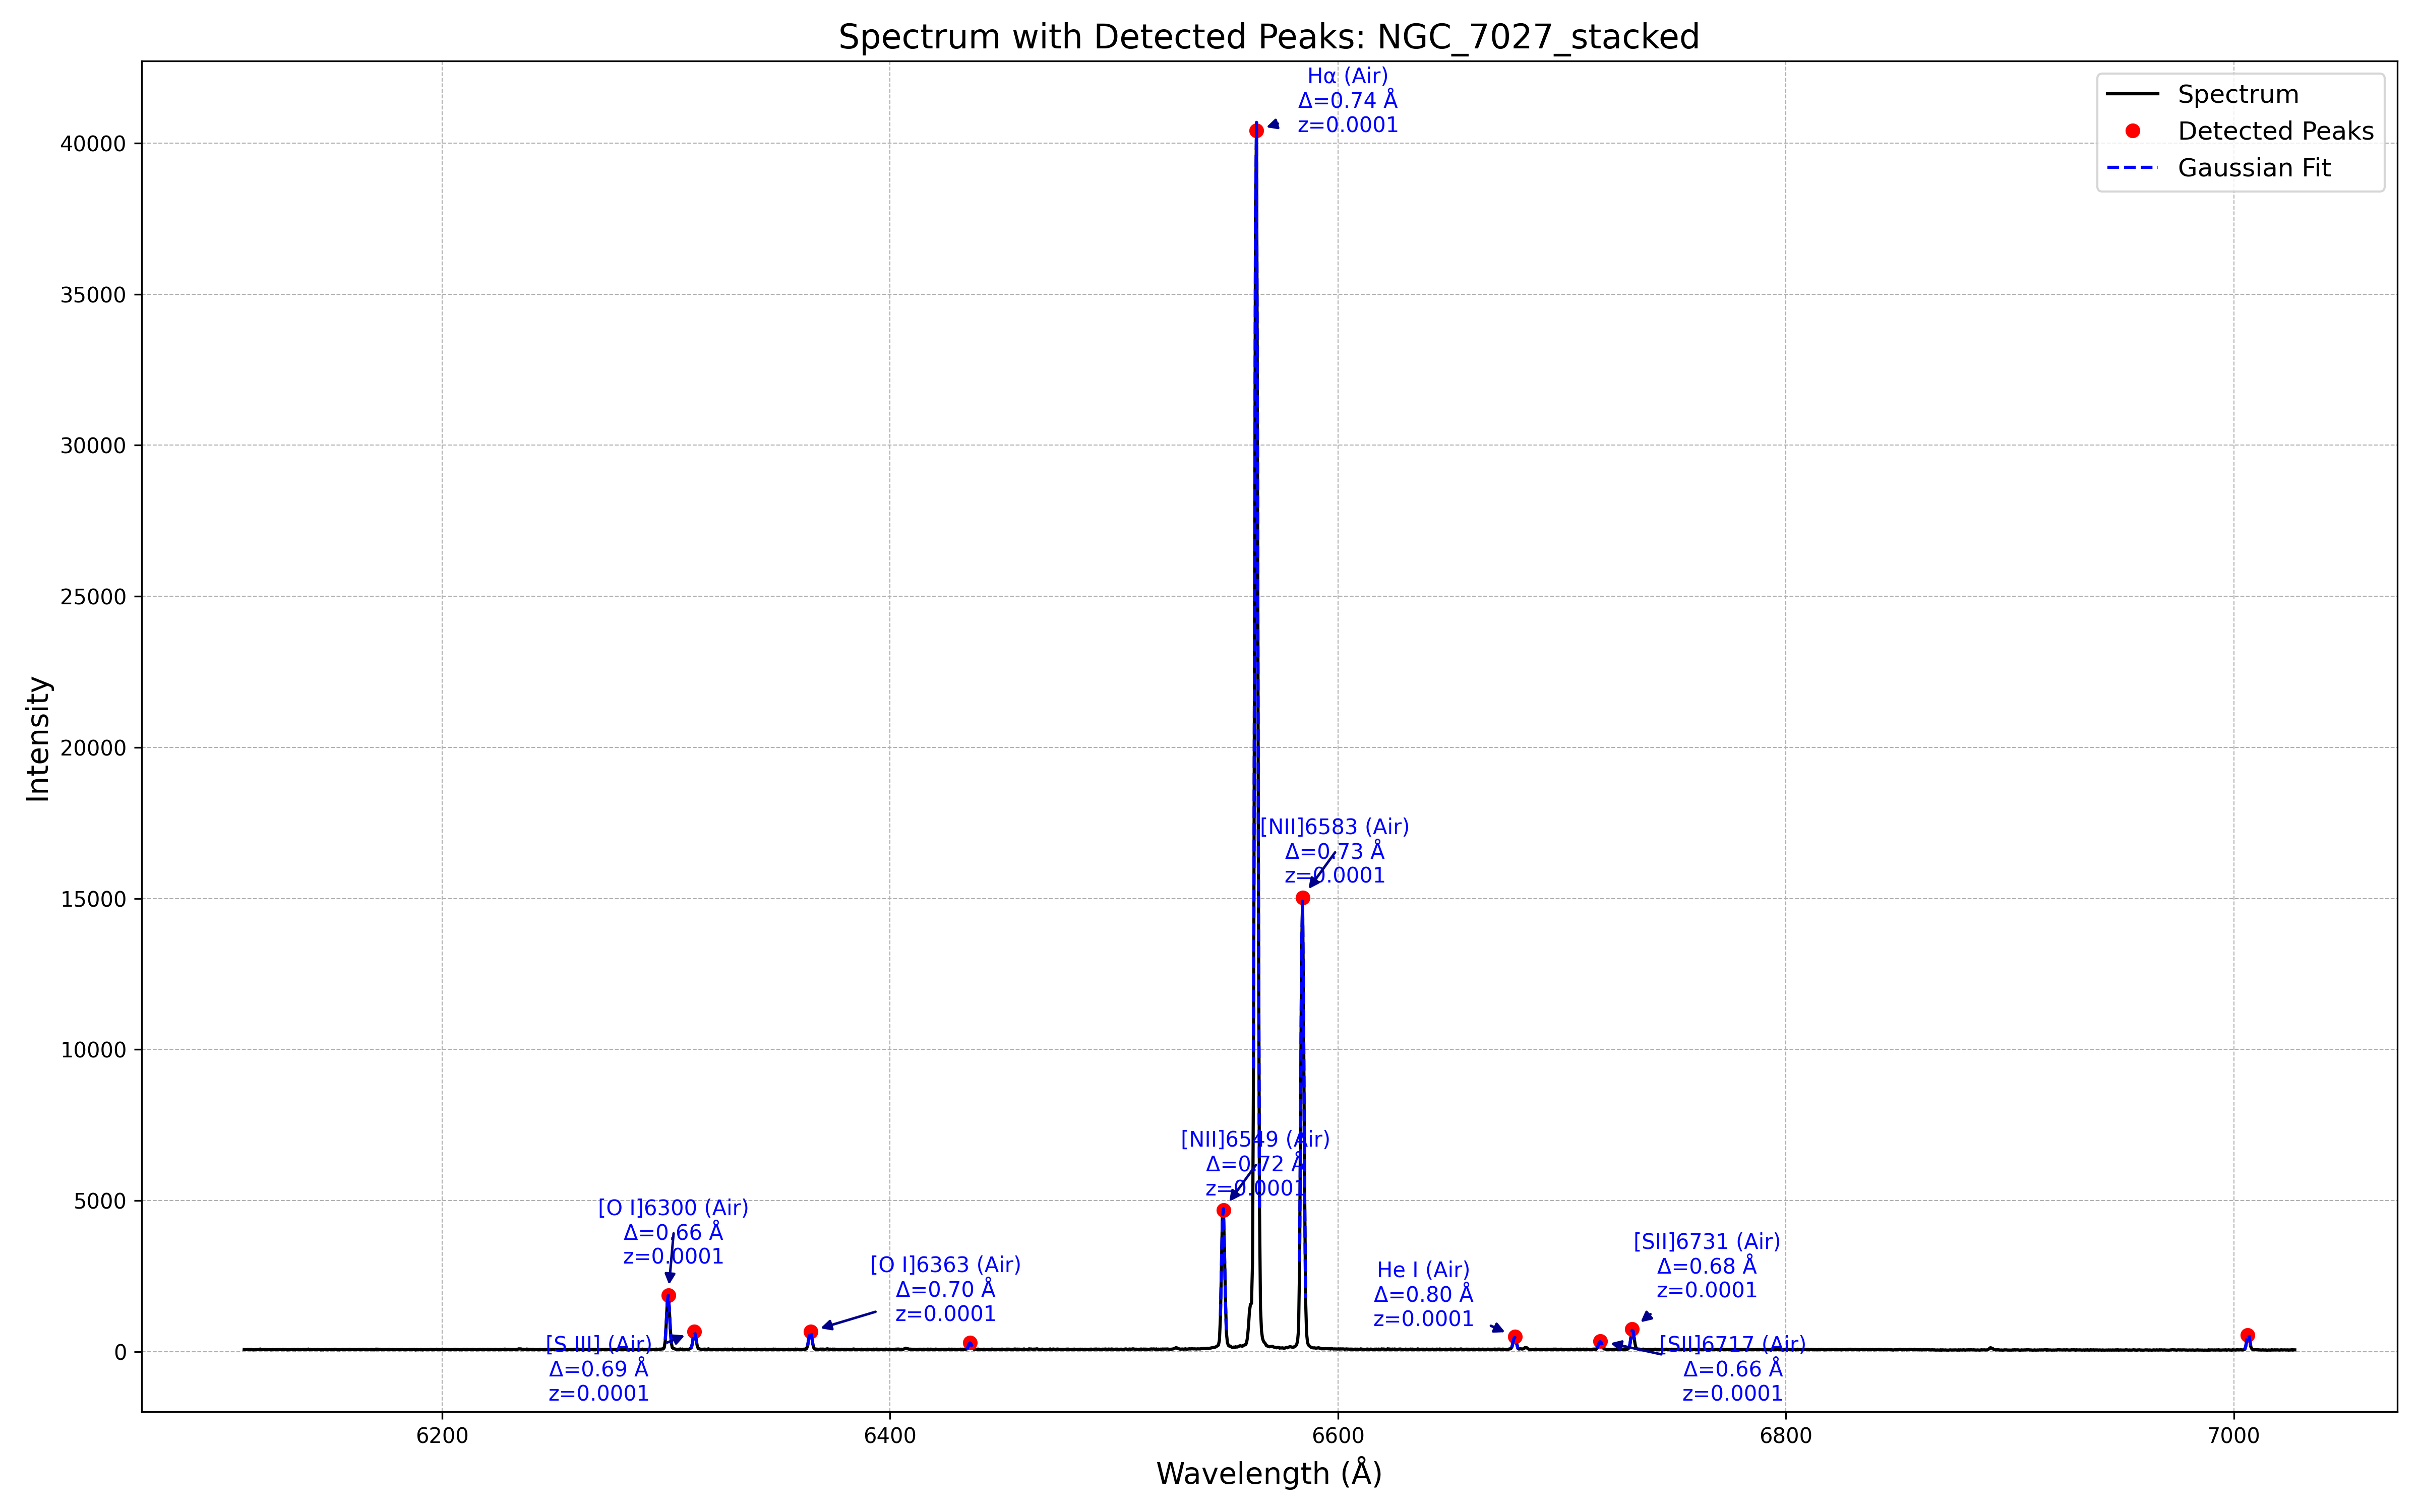 Spectrum with Detected Peaks: NGC_7027_stacked
Hα (Air)
Δ=0.74 Å
z=0.0001
Spectrum
Detected Peaks
Gaussian Fit
40000
35000
30000
25000
20000
15000
10000
5000
0
Intensity
[NII]6583 (Air)
Δ=0.73 Å
z=0.0001
[NII]6549 (Air)
Δ=0.72 Å
z=0.0001
[O I]6300 (Air)
Δ=0.66 Å
z=0.0001
[O I]6363 (Air)
Δ=0.70 Å
z=0.0001
[SII]6731 (Air)
Δ=0.68 Å
z=0.0001
He I (Air)
Δ=0.80 Å
z=0.0001
[S III] (Air)
Δ=0.69 Å
z=0.0001
[SII]6717 (Air)
Δ=0.66 Å
z=0.0001
6200
6400
6600
6800
7000
Wavelength (Å)